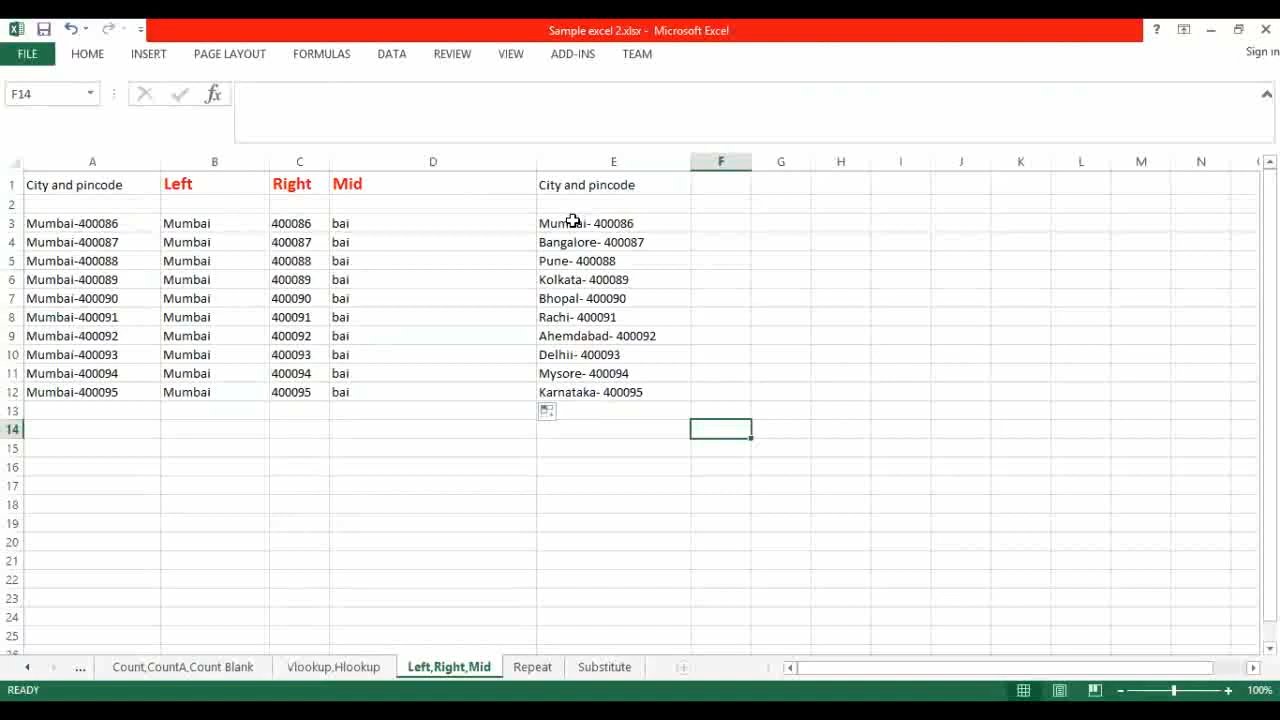 Sample excel 2.xlsx - Microsoft Excel
Sign in
FILE HOME INSERT PAGE LAYOUT FORMULAS DATA REVIEW VIEW ADD-INS TEAM
F14 fx
A B C D E F G H I J K L M N
1 City and pincode Left Right Mid City and pincode
2
3 Mumbai-400086 Mumbai 400086 bai Mumbai- 400086
4 Mumbai-400087 Mumbai 400087 bai Bangalore- 400087
5 Mumbai-400088 Mumbai 400088 bai Pune- 400088
6 Mumbai-400089 Mumbai 400089 bai Kolkata- 400089
7 Mumbai-400090 Mumbai 400090 bai Bhopal- 400090
8 Mumbai-400091 Mumbai 400091 bai Rachi- 400091
9 Mumbai-400092 Mumbai 400092 bai Ahemdabad- 400092
10 Mumbai-400093 Mumbai 400093 bai Delhii- 400093
11 Mumbai-400094 Mumbai 400094 bai Mysore- 400094
12 Mumbai-400095 Mumbai 400095 bai Karnataka- 400095
13
14
15
16
17
18
19
20
21
22
23
24
25
... Count,CountA,Count Blank Vlookup,Hlookup Left,Right,Mid Repeat Substitute
READY 100%